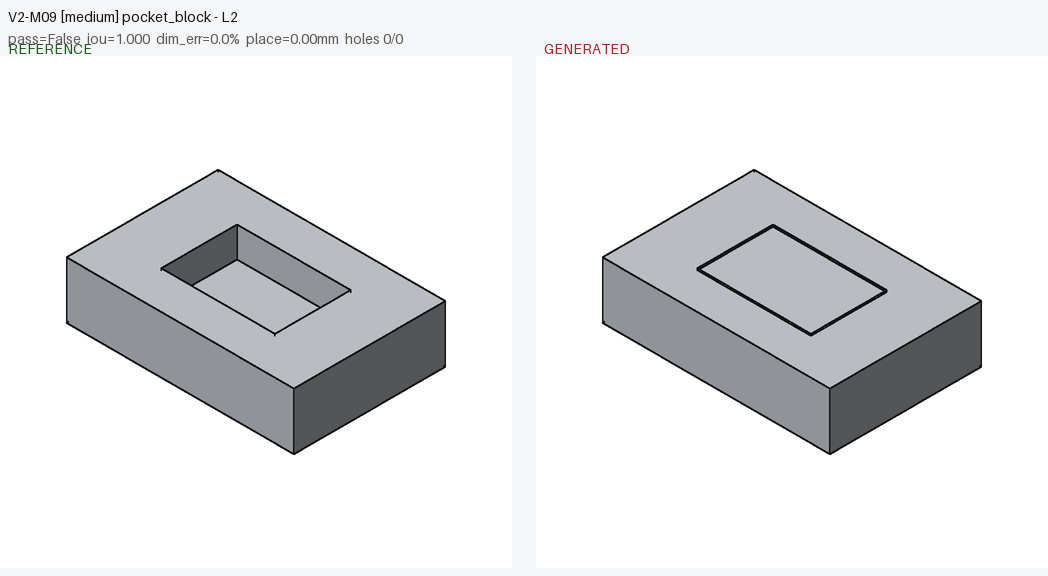 V2-M09 [medium] pocket_block - L2
pass=False iou=1.000 dim_err=0.0% place=0.00mm holes 0/0
REFERENCE
GENERATED